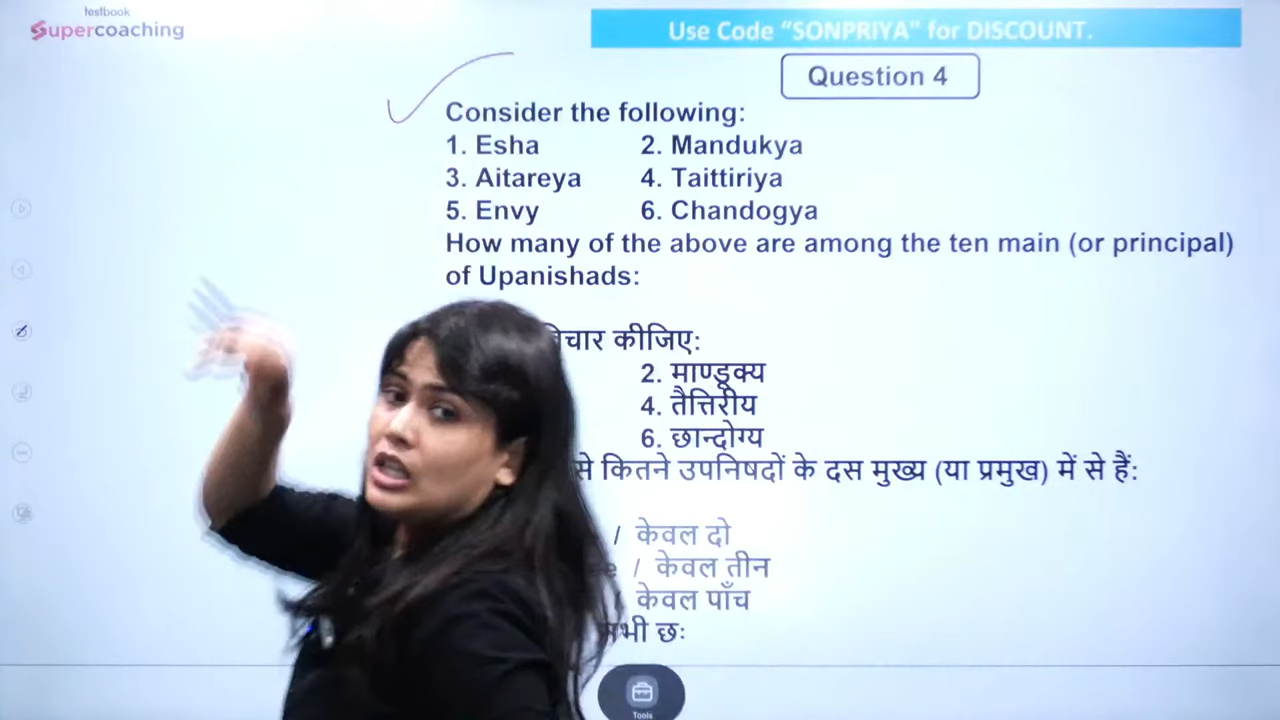 testbook
Supercoaching
Use Code “SONPRIYA" for DISCOUNT.
Question 4
Consider the following:
1. Esha 2. Mandukya
3. Aitareya 4. Taittiriya
5. Envy 6. Chandogya
How many of the above are among the ten main (or principal)
of Upanishads:
कीजिए:
2. माण्डूक्य
4. तैत्तिरीय
6. छान्दोग्य
से कितने उपनिषदों के दस मुख्य (या प्रमुख) में से हैं:
/ केवल दो
/ केवल तीन
केवल पाँच
छः
Tools